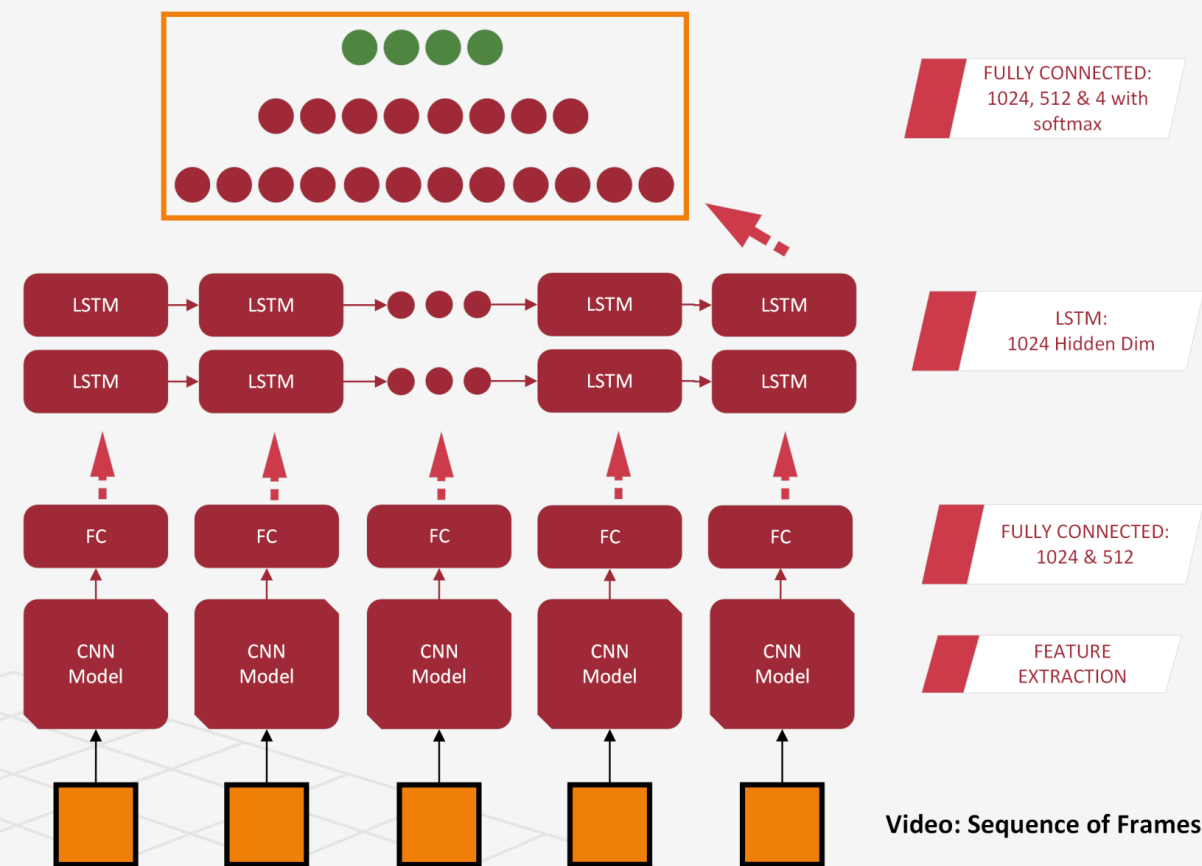 FULLY CONNECTED:
1024, 512 & 4 with
softmax
LSTM
LSTM
LSTM
LSTM
LSTM:
1024 Hidden Dim
LSTM
LSTM
LSTM
LSTM
FC
FC
FC
FC
FC
FULLY CONNECTED:
1024 & 512
CNN
Model
CNN
Model
CNN
Model
CNN
Model
CNN
Model
FEATURE
EXTRACTION
Video: Sequence of Frames